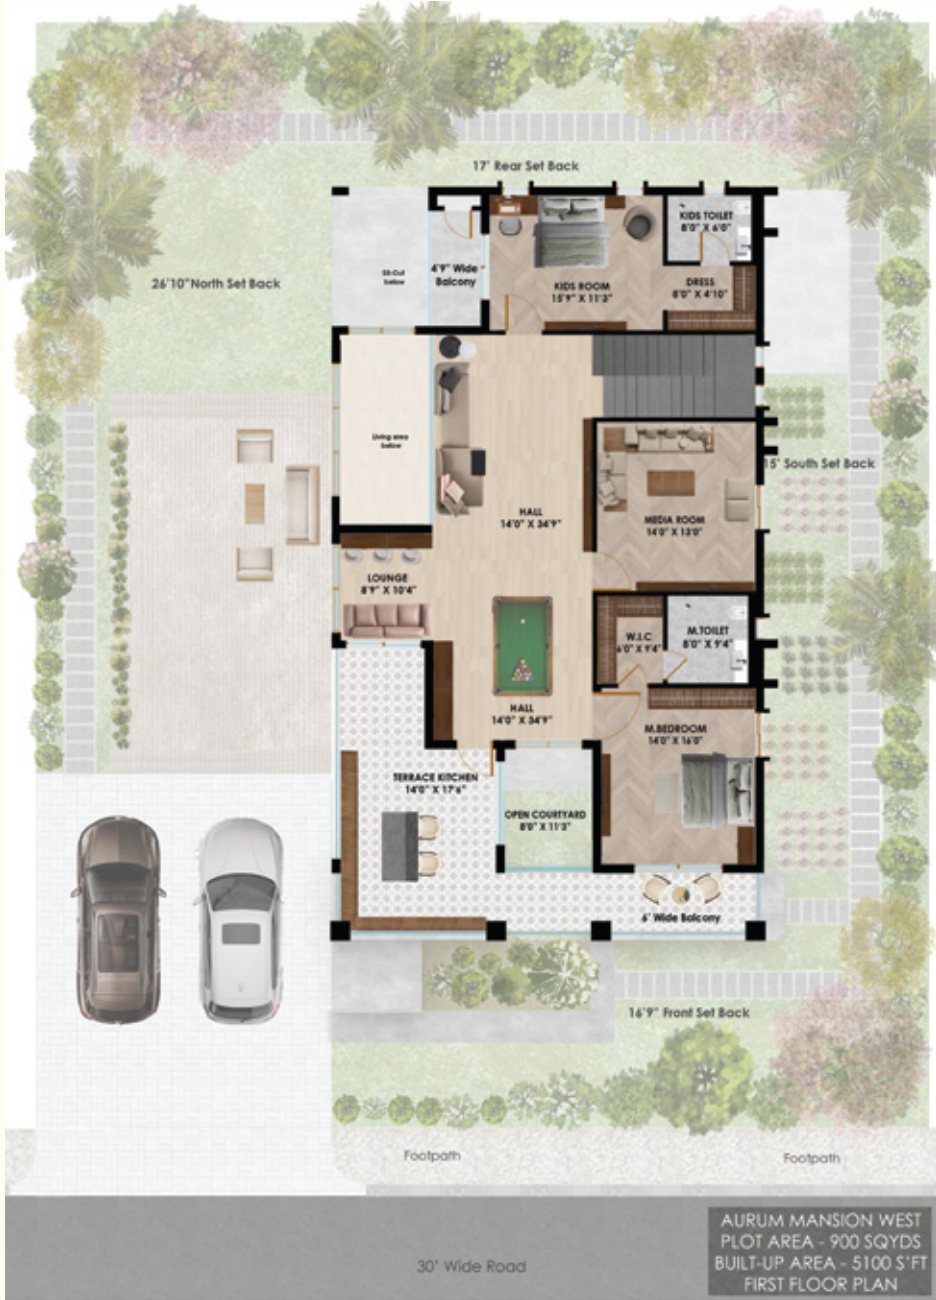 17' Rear Set Back
KIDS TOILET
8'0" X 6'0"
26'10"North Set Back
Sit-Out
below
4'9" Wide
Balcony
KIDS ROOM
15'9" X 11'3"
DRESS
8'0" X 4'10"
Living area
below
15' South Set Back
HALL
14'0" X 34'9"
MEDIA ROOM
14'0" X 13'0"
LOUNGE
8'9" X 10'4"
W.I.C
6'0" X 9'4"
M.TOILET
8'0" X 9'4"
HALL
14'0" X 34'9"
M.BEDROOM
14'0" X 16'0"
TERRACE KITCHEN
14'0" X 17'6"
OPEN COURTYARD
8'0" X 11'3"
6' Wide Balcony
16'9" Front Set Back
Footpath
Footpath
30' Wide Road
AURUM MANSION WEST
PLOT AREA - 900 SQYDS
BUILT-UP AREA - 5100 S'FT
FIRST FLOOR PLAN